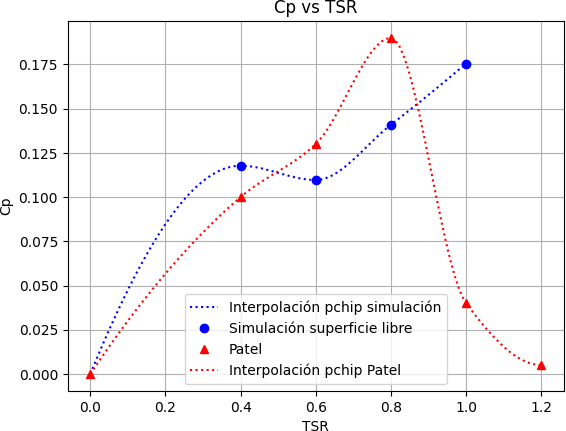 Cp vs TSR
0.175
0.150
0.125
0.100
0.075
0.050
0.025
0.000
Cp
Interpolación pchip simulación
Simulación superficie libre
Patel
Interpolación pchip Patel
0.0 0.2 0.4 0.6 0.8 1.0 1.2
TSR